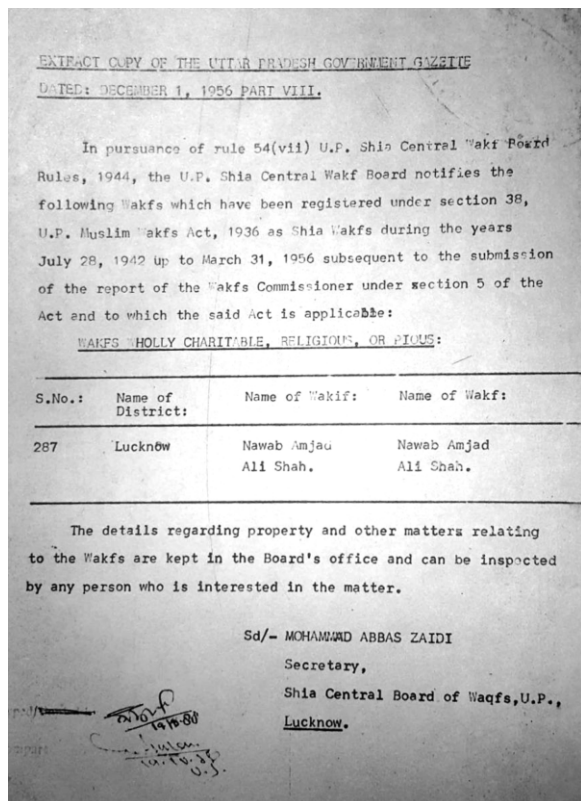 EXTRACT COPY OF THE UTTAR PRADESH GOVERNMENT GAZETTE
DATED: DECEMBER 1, 1956 PART VIII.
In pursuance of rule 54(vii) U.P. Shia Central Wakf Board
Rules, 1944, the U.P. Shia Central Wakf Board notifies the
following Wakfs which have been registered under section 38,
U.P. Muslim Wakfs Act, 1936 as Shia Wakfs during the years
July 28, 1942 up to March 31, 1956 subsequent to the submission
of the report of the Wakfs Commissioner under section 5 of the
Act and to which the said Act is applicable:
WAKFS WHOLLY CHARITABLE, RELIGIOUS, OR PIOUS:
S.No.: Name of District: Name of Wakif: Name of Wakf:
287 Lucknow Nawab Amjad Ali Shah. Nawab Amjad Ali Shah.
The details regarding property and other matters relating
to the Wakfs are kept in the Board's office and can be inspected
by any person who is interested in the matter.
Sd/- MOHAMMAD ABBAS ZAIDI
Secretary,
Shia Central Board of Waqfs,U.P.,
Lucknow.